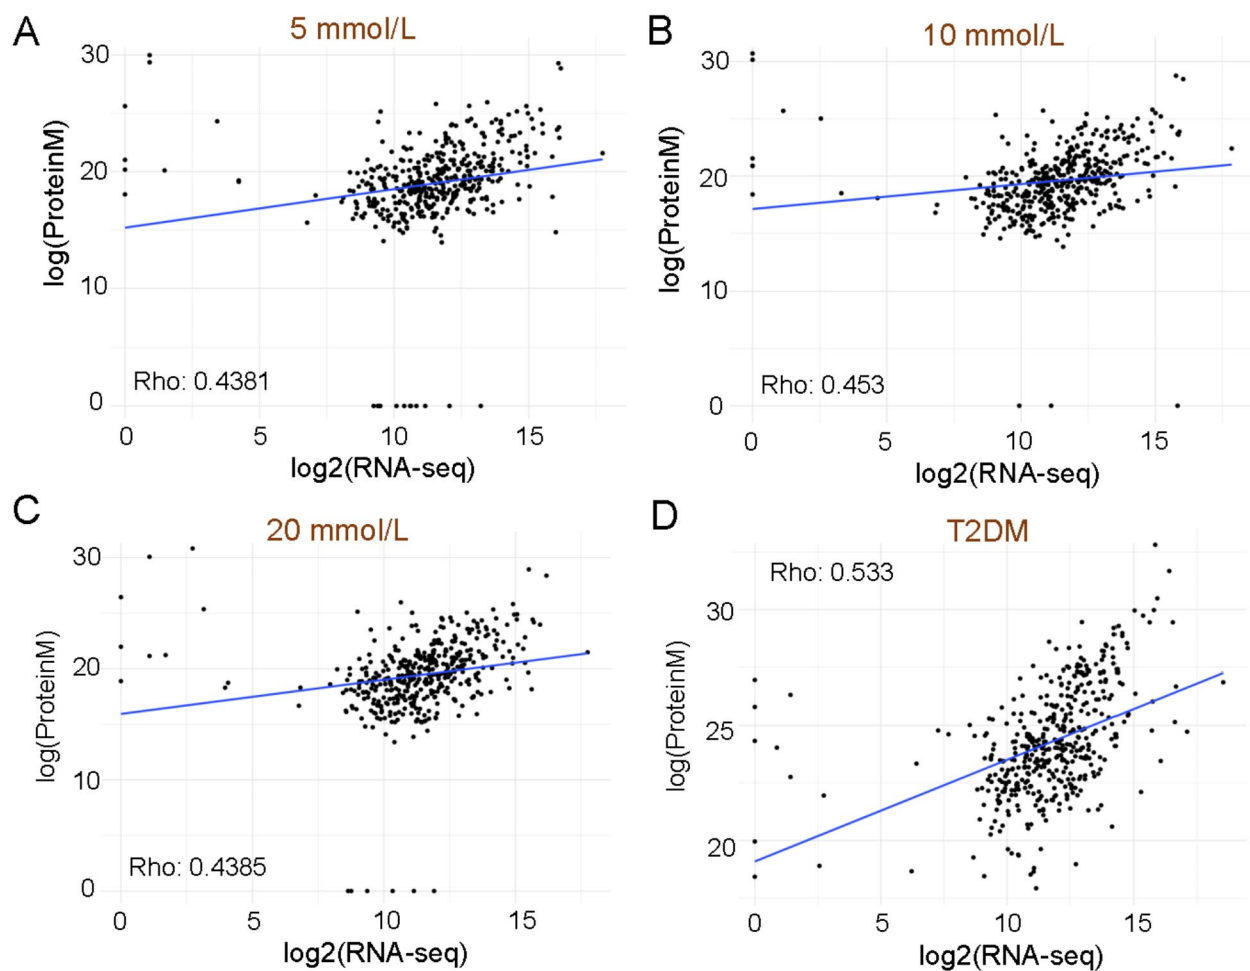 A
5 mmol/L
30
20
10
0
log(ProteinM)
Rho: 0.4381
0 5 10 15
log2(RNA-seq)
B
10 mmol/L
30
20
10
0
log(ProteinM)
Rho: 0.453
0 5 10 15
log2(RNA-seq)
C
20 mmol/L
30
20
10
0
log(ProteinM)
Rho: 0.4385
0 5 10 15
log2(RNA-seq)
D
T2DM
Rho: 0.533
30
25
20
log(ProteinM)
0 5 10 15
log2(RNA-seq)